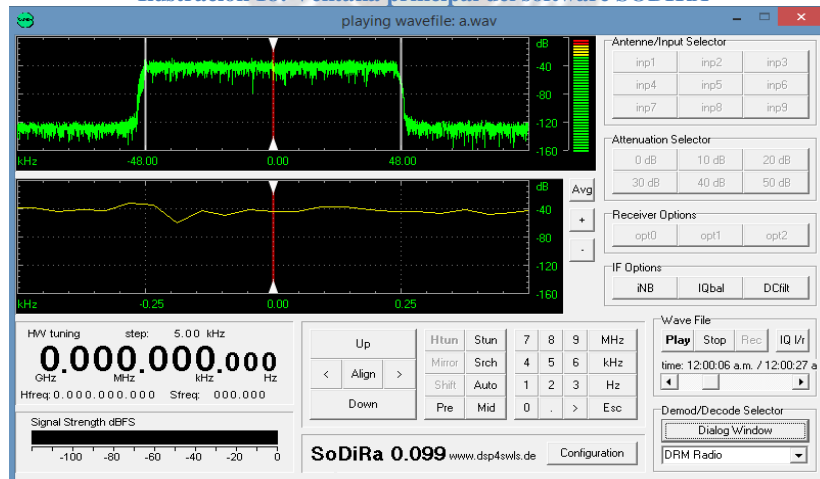 playing wavefile: a.wav
dB
-40
-80
-120
-160
kHz -48.00 0.00 48.00
dB
-40
-80
-120
-160
kHz -0.25 0.00 0.25
Avg
+
-
Antenne/Input Selector
inp1 inp2 inp3
inp4 inp5 inp6
inp7 inp8 inp9
Attenuation Selector
0 dB 10 dB 20 dB
30 dB 40 dB 50 dB
Receiver Options
opt0 opt1 opt2
IF Options
iNB IQbal DCfilt
HW tuning step: 5.00 kHz
0.000.000.000
GHz MHz kHz Hz
Hfreq: 0.000.000.000 Sfreq: 000.000
Signal Strength dBFS
-100 -80 -60 -40 -20 0
Up
< Align >
Down
Htun Stun 7 8 9 MHz
Mirror Srch 4 5 6 kHz
Shift Auto 1 2 3 Hz
Pre Mid 0 . > Esc
SoDiRa 0.099 www.dsp4swls.de Configuration
Wave File
Play Stop Rec IQ l/r
time: 12:00:06 a.m. / 12:00:27 a
Demod/Decode Selector
Dialog Window
DRM Radio